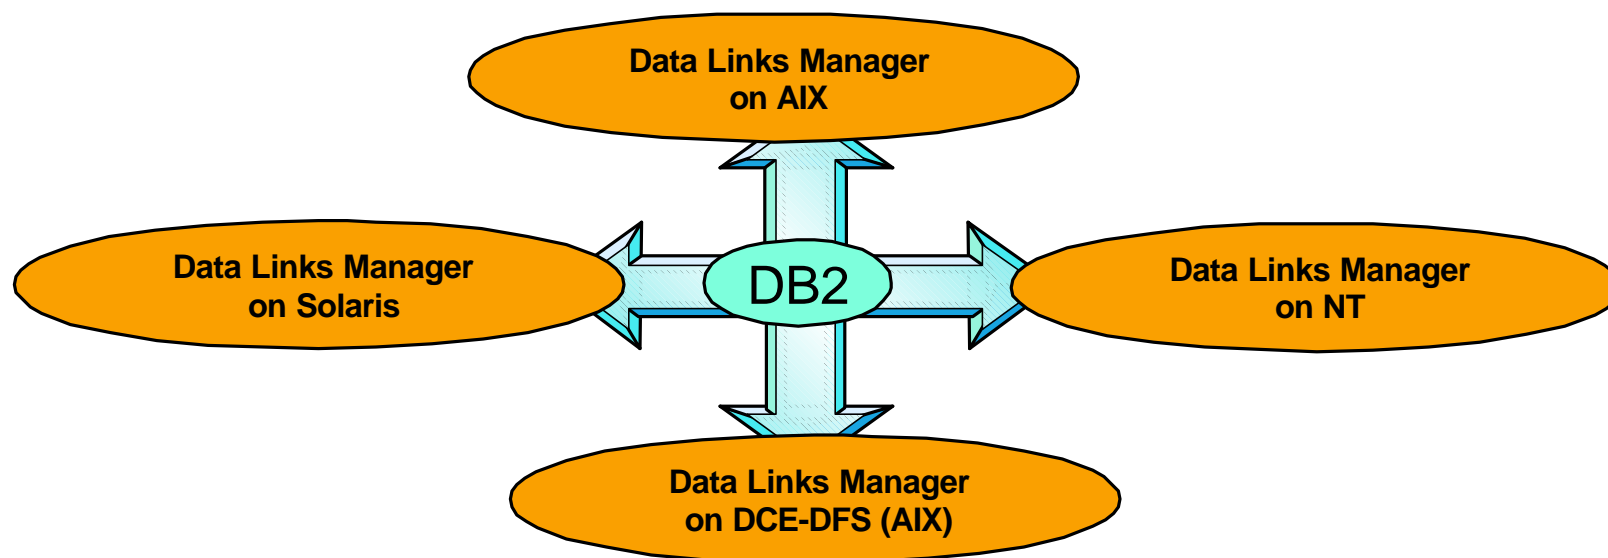 Data Links Manager
on AIX
Data Links Manager
on Solaris
DB2
Data Links Manager
on NT
Data Links Manager
on DCE-DFS (AIX)